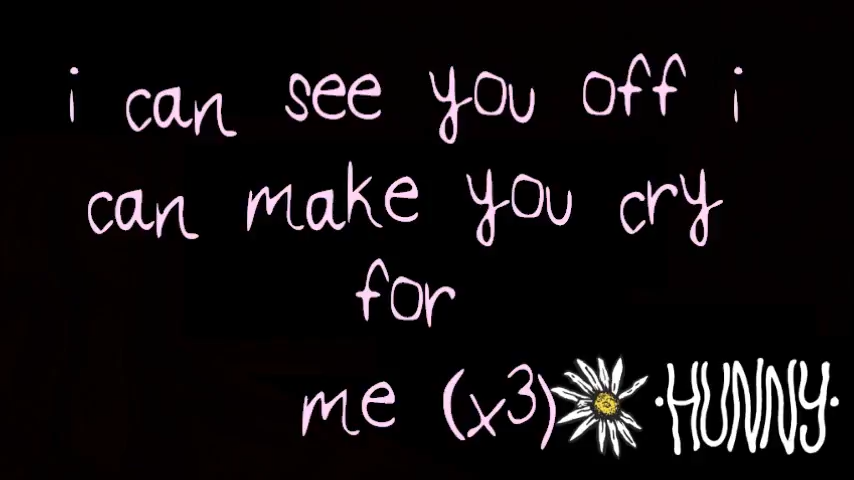 i can see you off i
can make you cry
for
me (x3)
·HUNNY·